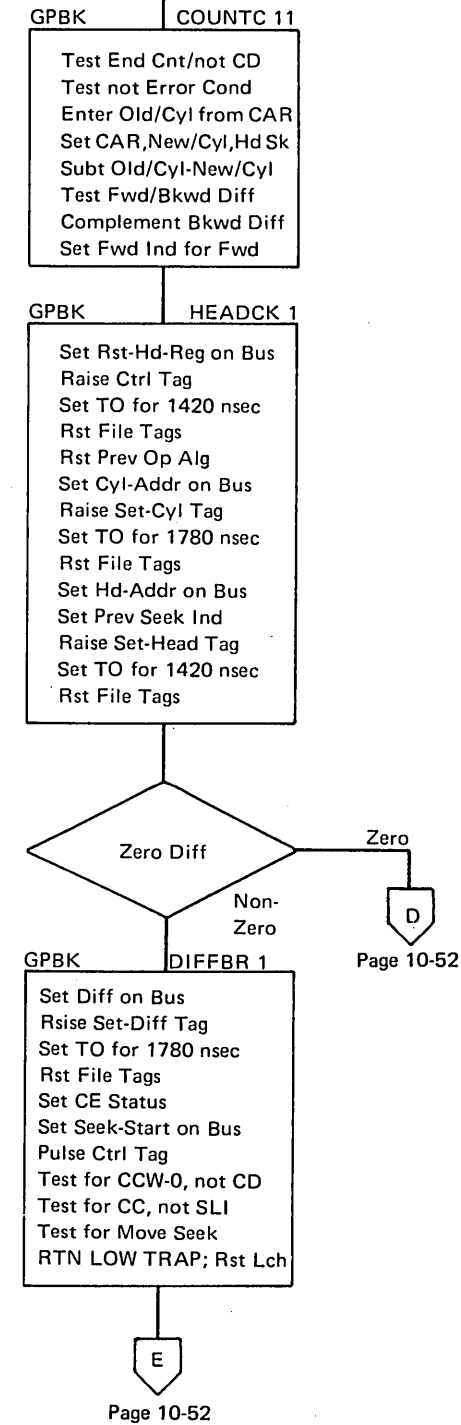 GPBK COUNTC 11
Test End Cnt/not CD
Test not Error Cond
Enter Old/Cyl from CAR
Set CAR,New/Cyl,Hd Sk
Subt Old/Cyl-New/Cyl
Test Fwd/Bkwd Diff
Complement Bkwd Diff
Set Fwd Ind for Fwd
GPBK HEADCK 1
Set Rst-Hd-Reg on Bus
Raise Ctrl Tag
Set TO for 1420 nsec
Rst File Tags
Rst Prev Op Alg
Set Cyl-Addr on Bus
Raise Set-Cyl Tag
Set TO for 1780 nsec
Rst File Tags
Set Hd-Addr on Bus
Set Prev Seek Ind
Raise Set-Head Tag
Set TO for 1420 nsec
Rst File Tags
Zero Diff
Zero
D
Page 10-52
Non-
Zero
GPBK DIFFBR 1
Set Diff on Bus
Rsise Set-Diff Tag
Set TO for 1780 nsec
Rst File Tags
Set CE Status
Set Seek-Start on Bus
Pulse Ctrl Tag
Test for CCW-0, not CD
Test for CC, not SLI
Test for Move Seek
RTN LOW TRAP; Rst Lch
E
Page 10-52